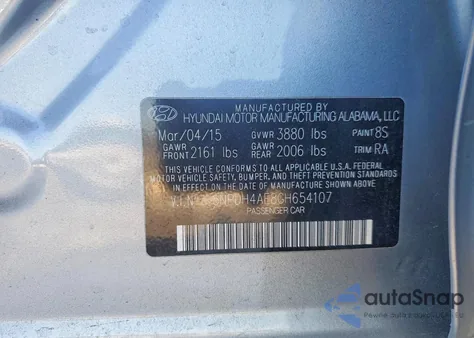 MANUFACTURED BY
HYUNDAI MOTOR MANUFACTURING ALABAMA, LLC
Mar/04/15 GVWR 3880 lbs PAINT 8S
GAWR FRONT 2161 lbs GAWR REAR 2006 lbs TRIM RA
THIS VEHICLE CONFORMS TO ALL APPLICABLE U.S.A. FEDERAL
MOTOR VEHICLE SAFETY, BUMPER, AND THEFT PREVENTION
STANDARDS IN EFFECT ON THE DATE OF MANUFACTURE SHOWN ABOVE.
PASSENGER CAR
autoSnap